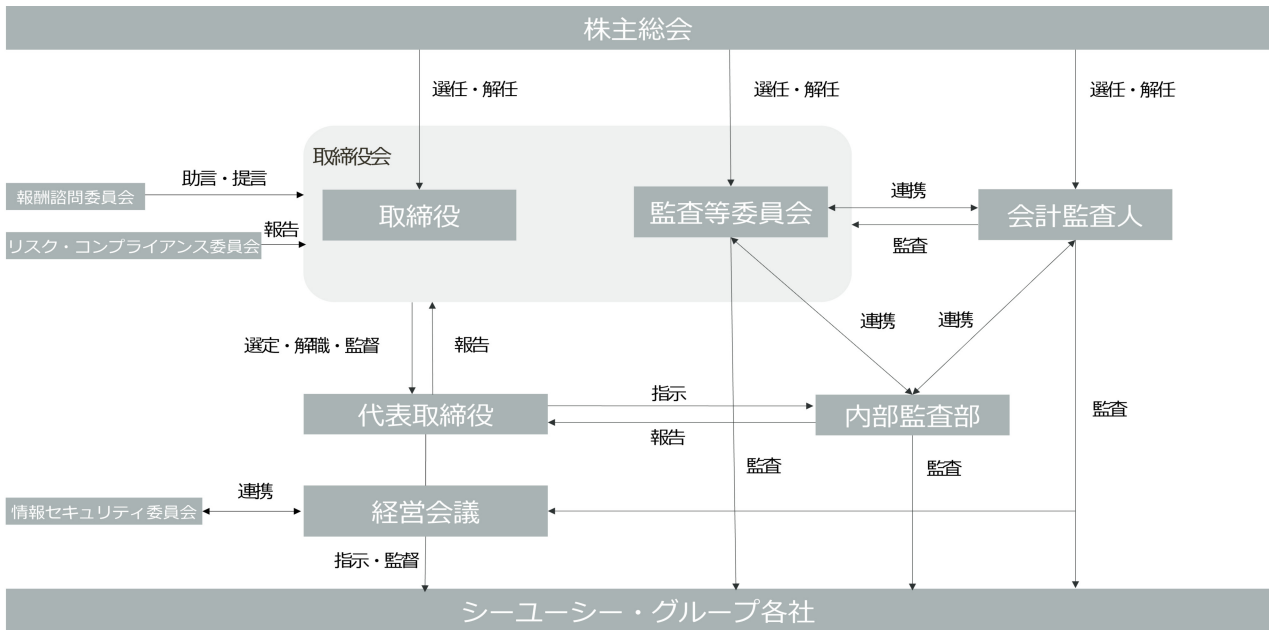 株主総会
選任・解任
選任・解任
選任・解任
取締役会
助言・提言
報酬諮問委員会
取締役
監査等委員会
連携
会計監査人
報告
リスク・コンプライアンス委員会
監査
選定・解職・監督
報告
連携
連携
代表取締役
指示
報告
内部監査部
監査
監査
監査
情報セキュリティ委員会
連携
経営会議
指示・監督
シーユーシー・グループ各社